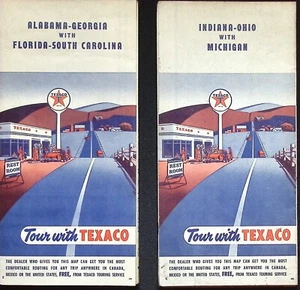 ALABAMA-GEORGIA
WITH
FLORIDA-SOUTH CAROLINA
TEXACO
TEXACO
REST
ROOM
Tour with TEXACO
THE DEALER WHO GIVES YOU THIS MAP CAN GET YOU THE MOST
COMFORTABLE ROUTING FOR ANY TRIP ANYWHERE IN CANADA,
MEXICO OR THE UNITED STATES, FREE, FROM TEXACO TOURING SERVICE
INDIANA-OHIO
WITH
MICHIGAN
TEXACO
TEXACO
REST
ROOM
Tour with TEXACO
THE DEALER WHO GIVES YOU THIS MAP CAN GET YOU THE MOST
COMFORTABLE ROUTING FOR ANY TRIP ANYWHERE IN CANADA,
MEXICO OR THE UNITED STATES, FREE, FROM TEXACO TOURING SERVICE